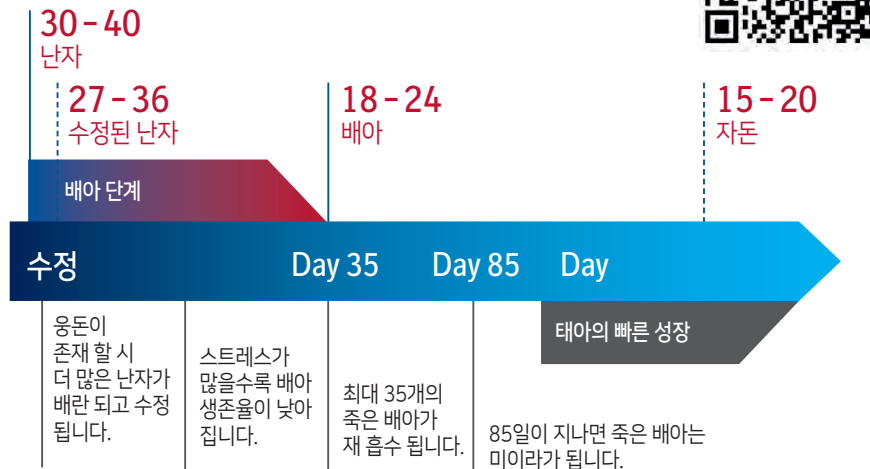 30-40
난자
27-36
수정된 난자
18-24
배아
15-20
자돈
배아 단계
수정
Day 35
Day 85
Day
태아의 빠른 성장
웅돈이
존재 할 시
더 많은 난자가
배란 되고 수정
됩니다.
스트레스가
많을수록 배아
생존율이 낮아
집니다.
최대 35개의
죽은 배아가
재 흡수 됩니다.
85일이 지나면 죽은 배아는
미이라가 됩니다.